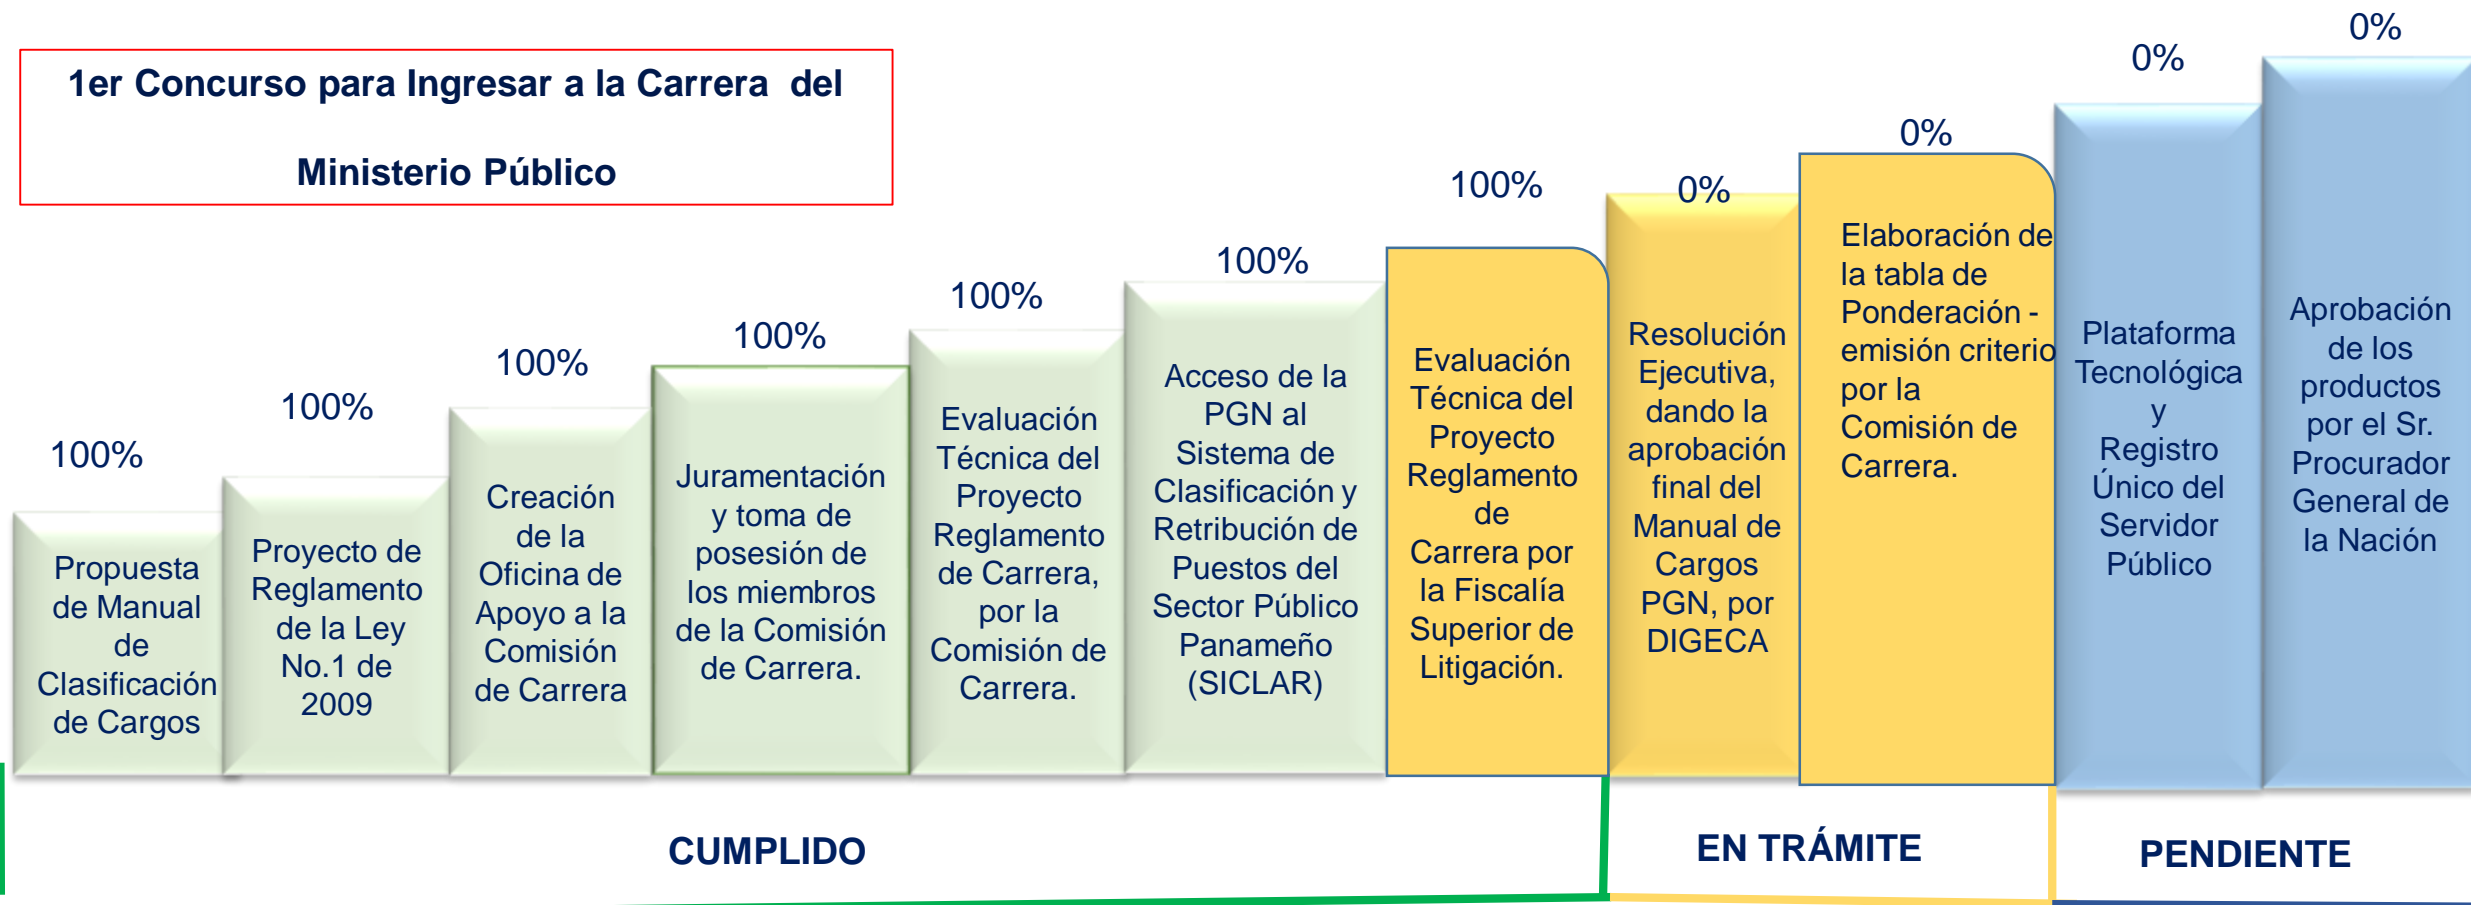 1er Concurso para Ingresar a la Carrera del
Ministerio Público
100%
Propuesta
de Manual
de
Clasificación
de Cargos
100%
Proyecto de
Reglamento
de la Ley
No.1 de
2009
100%
Creación
de la
Oficina de
Apoyo a la
Comisión
de Carrera
100%
Juramentación
y toma de
posesión de
los miembros
de la Comisión
de Carrera.
100%
Evaluación
Técnica del
Proyecto
Reglamento
de Carrera,
por la
Comisión de
Carrera.
100%
Acceso de la
PGN al
Sistema de
Clasificación y
Retribución de
Puestos del
Sector Público
Panameño
(SICLAR)
100%
Evaluación
Técnica del
Proyecto
Reglamento
de
Carrera por
la Fiscalía
Superior de
Litigación.
0%
Resolución
Ejecutiva,
dando la
aprobación
final del
Manual de
Cargos
PGN, por
DIGECA
0%
Elaboración de
la tabla de
Ponderación -
emisión criterio
por la
Comisión de
Carrera.
0%
Plataforma
Tecnológica
y
Registro
Único del
Servidor
Público
0%
Aprobación
de los
productos
por el Sr.
Procurador
General de
la Nación
CUMPLIDO
EN TRÁMITE
PENDIENTE